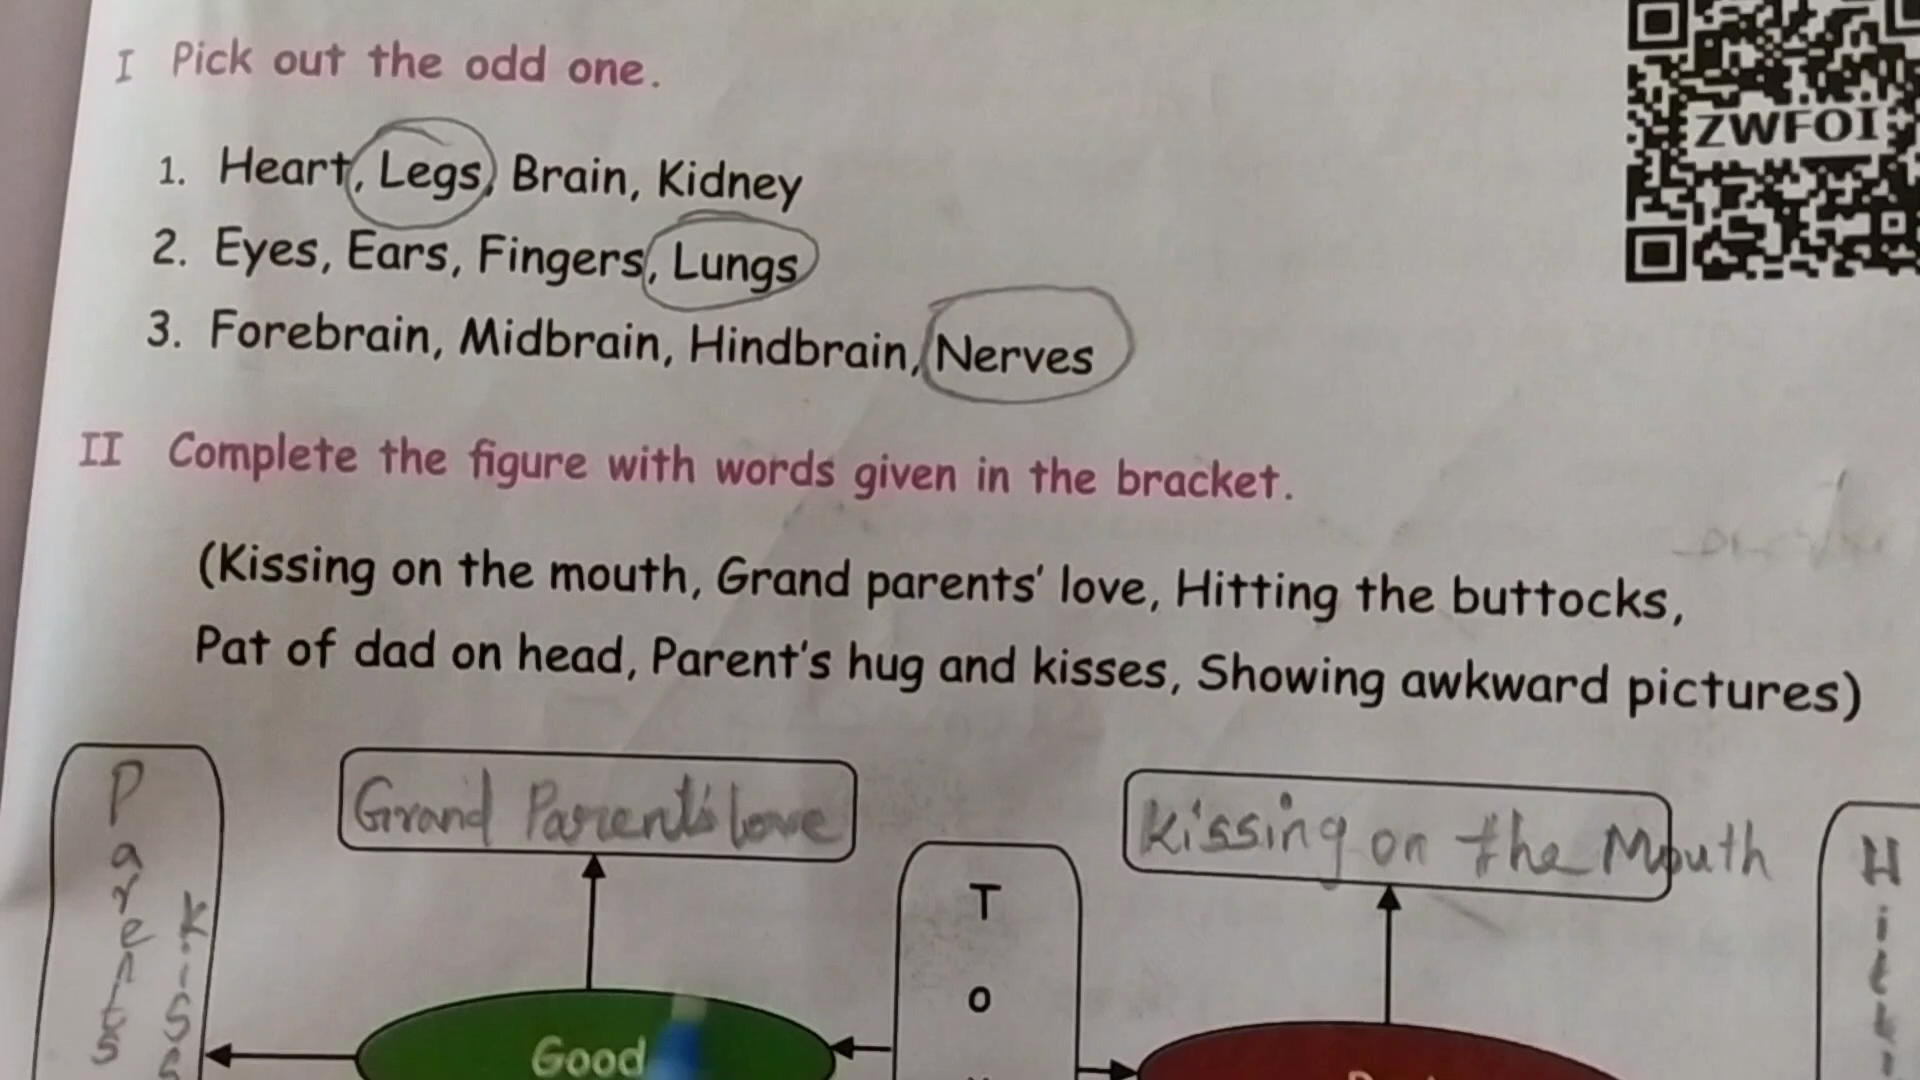 I Pick out the odd one.
ZWFOI
1. Heart, Legs, Brain, Kidney
2. Eyes, Ears, Fingers, Lungs
3. Forebrain, Midbrain, Hindbrain, Nerves
II Complete the figure with words given in the bracket.
(Kissing on the mouth, Grand parents' love, Hitting the buttocks,
Pat of dad on head, Parent's hug and kisses, Showing awkward pictures)
Parents
Kiss
Grand Parent's love
T
o
Kissing on the Mouth
Hit
Good